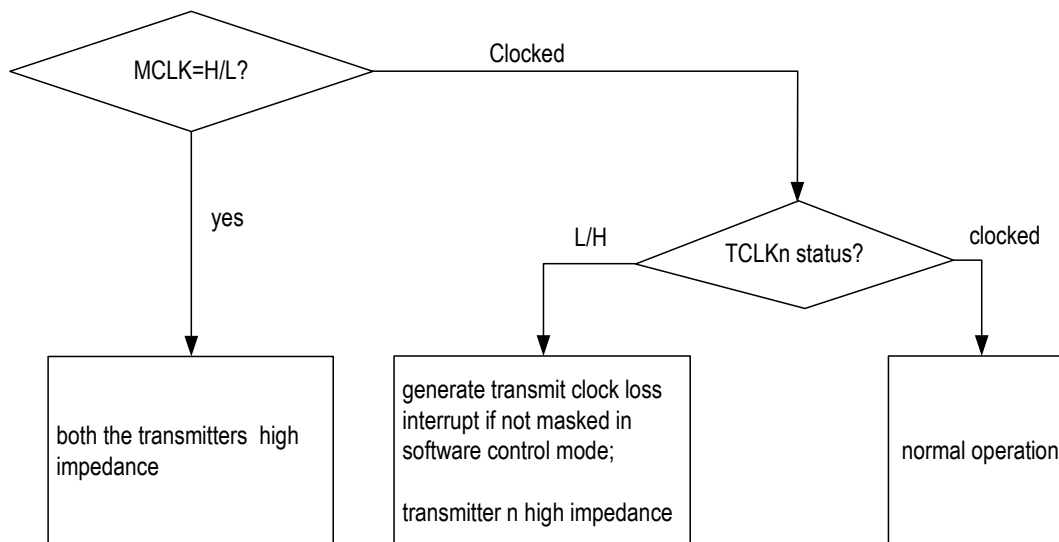 MCLK=H/L?
Clocked
yes
L/H
TCLKn status?
clocked
both the transmitters high
impedance
generate transmit clock loss
interrupt if not masked in
software control mode;
transmitter n high impedance
normal operation